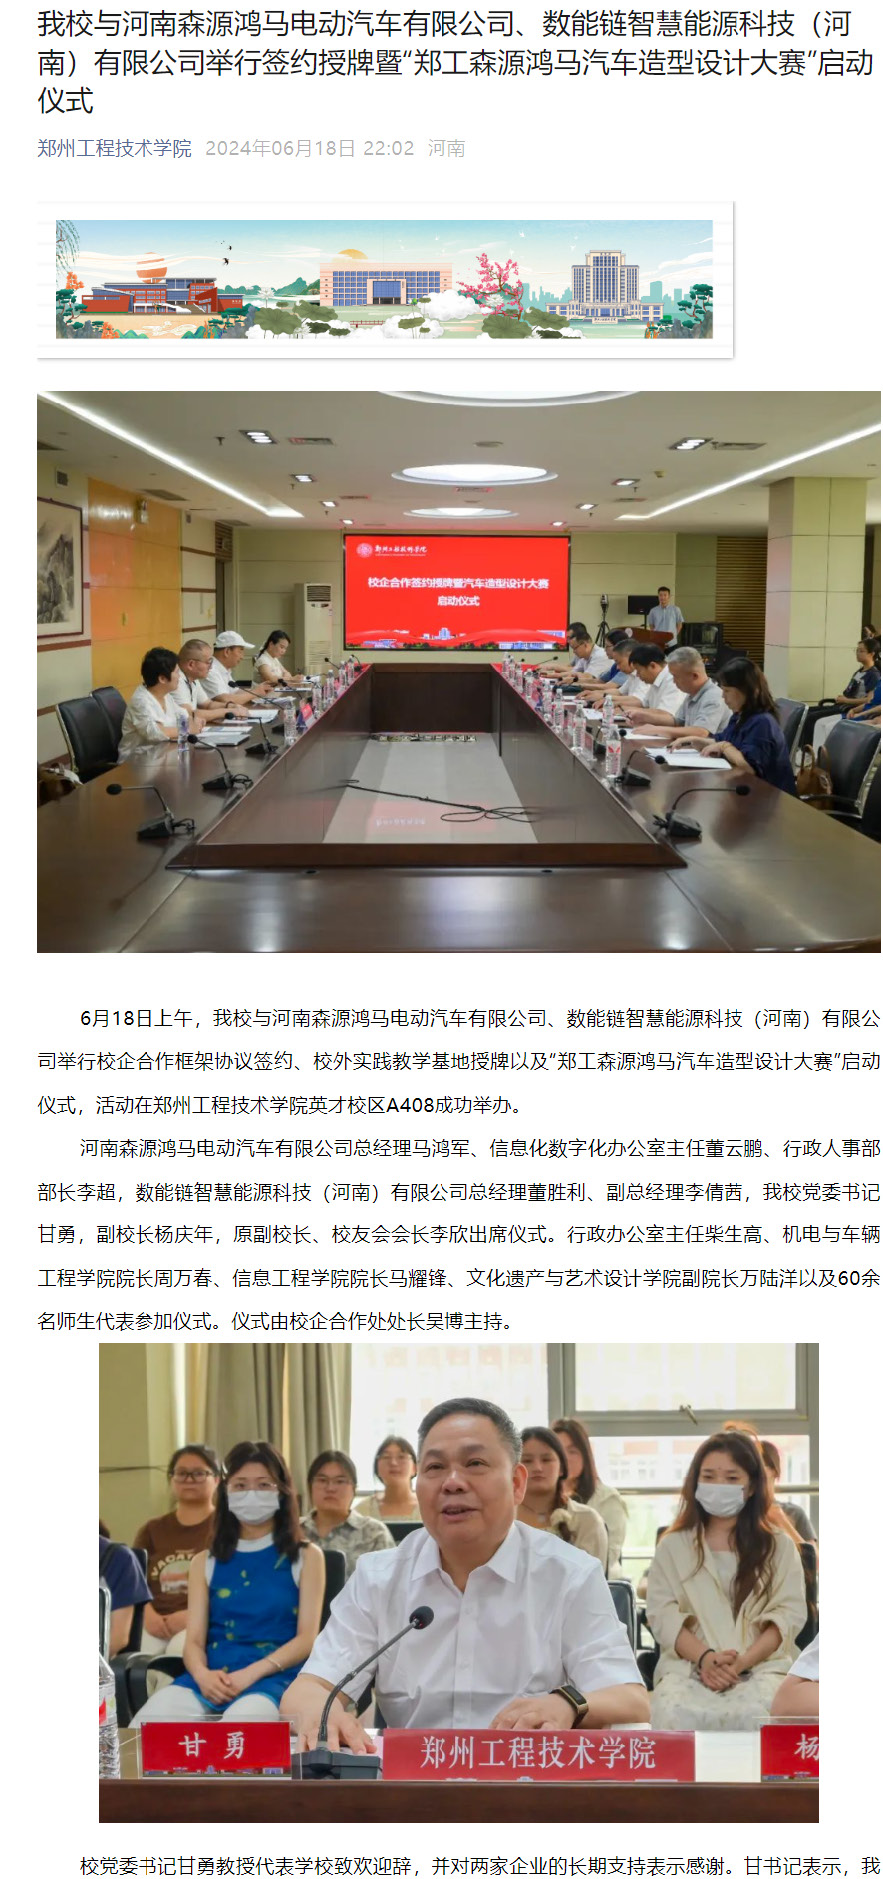 我校与河南森源鸿马电动汽车有限公司、数能链智慧能源科技（河
南）有限公司举行签约授牌暨“郑工森源鸿马汽车造型设计大赛”启动
仪式
郑州工程技术学院 2024年06月18日 22:02 河南
郑州工程技术学院
校企合作签约授牌暨汽车造型设计大赛
启动仪式
6月18日上午，我校与河南森源鸿马电动汽车有限公司、数能链智慧能源科技（河南）有限公
司举行校企合作框架协议签约、校外实践教学基地授牌以及“郑工森源鸿马汽车造型设计大赛”启动
仪式，活动在郑州工程技术学院英才校区A408成功举办。
河南森源鸿马电动汽车有限公司总经理马鸿军、信息化数字化办公室主任董云鹏、行政人事部
部长李超，数能链智慧能源科技（河南）有限公司总经理董胜利、副总经理李倩茜，我校党委书记
甘勇，副校长杨庆年，原副校长、校友会会长李欣出席仪式。行政办公室主任柴生高、机电与车辆
工程学院院长周万春、信息工程学院院长马耀锋、文化遗产与艺术设计学院副院长万陆洋以及60余
名师生代表参加仪式。仪式由校企合作处处长吴博主持。
甘勇
郑州工程技术学院
杨
校党委书记甘勇教授代表学校致欢迎辞，并对两家企业的长期支持表示感谢。甘书记表示，我